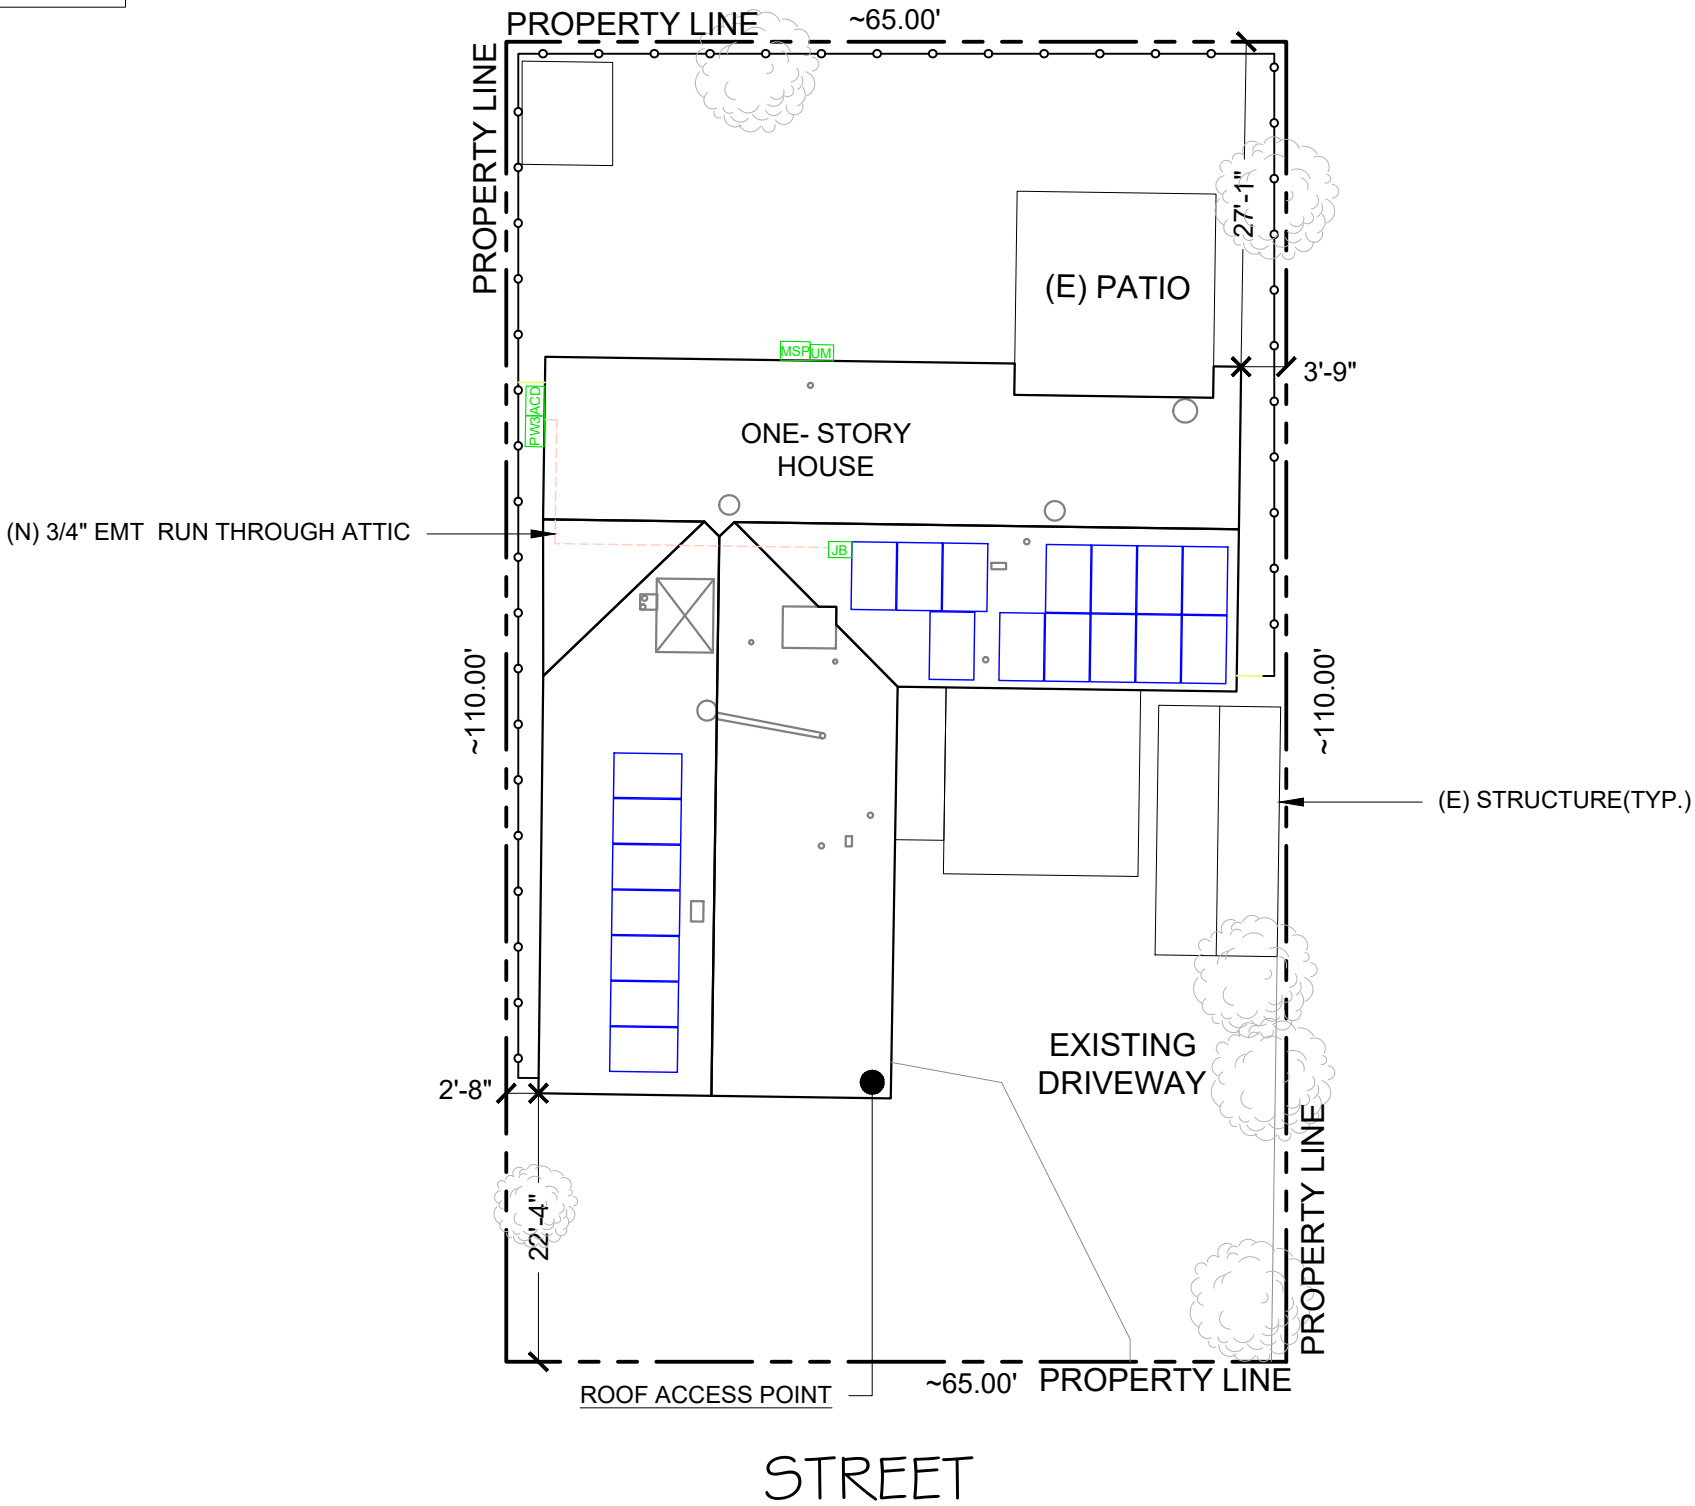 PROPERTY LINE
~65.00'
PROPERTY LINE
27'-1"
(E) PATIO
MSP
UM
3'-9"
ACD
PW3
ONE- STORY
HOUSE
(N) 3/4" EMT  RUN THROUGH ATTIC
JB
~110.00'
~110.00'
(E) STRUCTURE(TYP.)
EXISTING
DRIVEWAY
2'-8"
PROPERTY LINE
22'-4"
~65.00'
PROPERTY LINE
ROOF ACCESS POINT
STREET